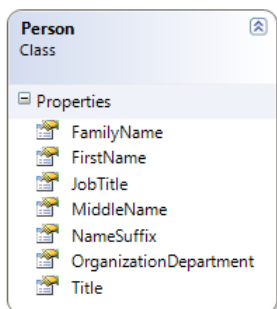 Person
Class
Properties
FamilyName
FirstName
JobTitle
MiddleName
NameSuffix
OrganizationDepartment
Title